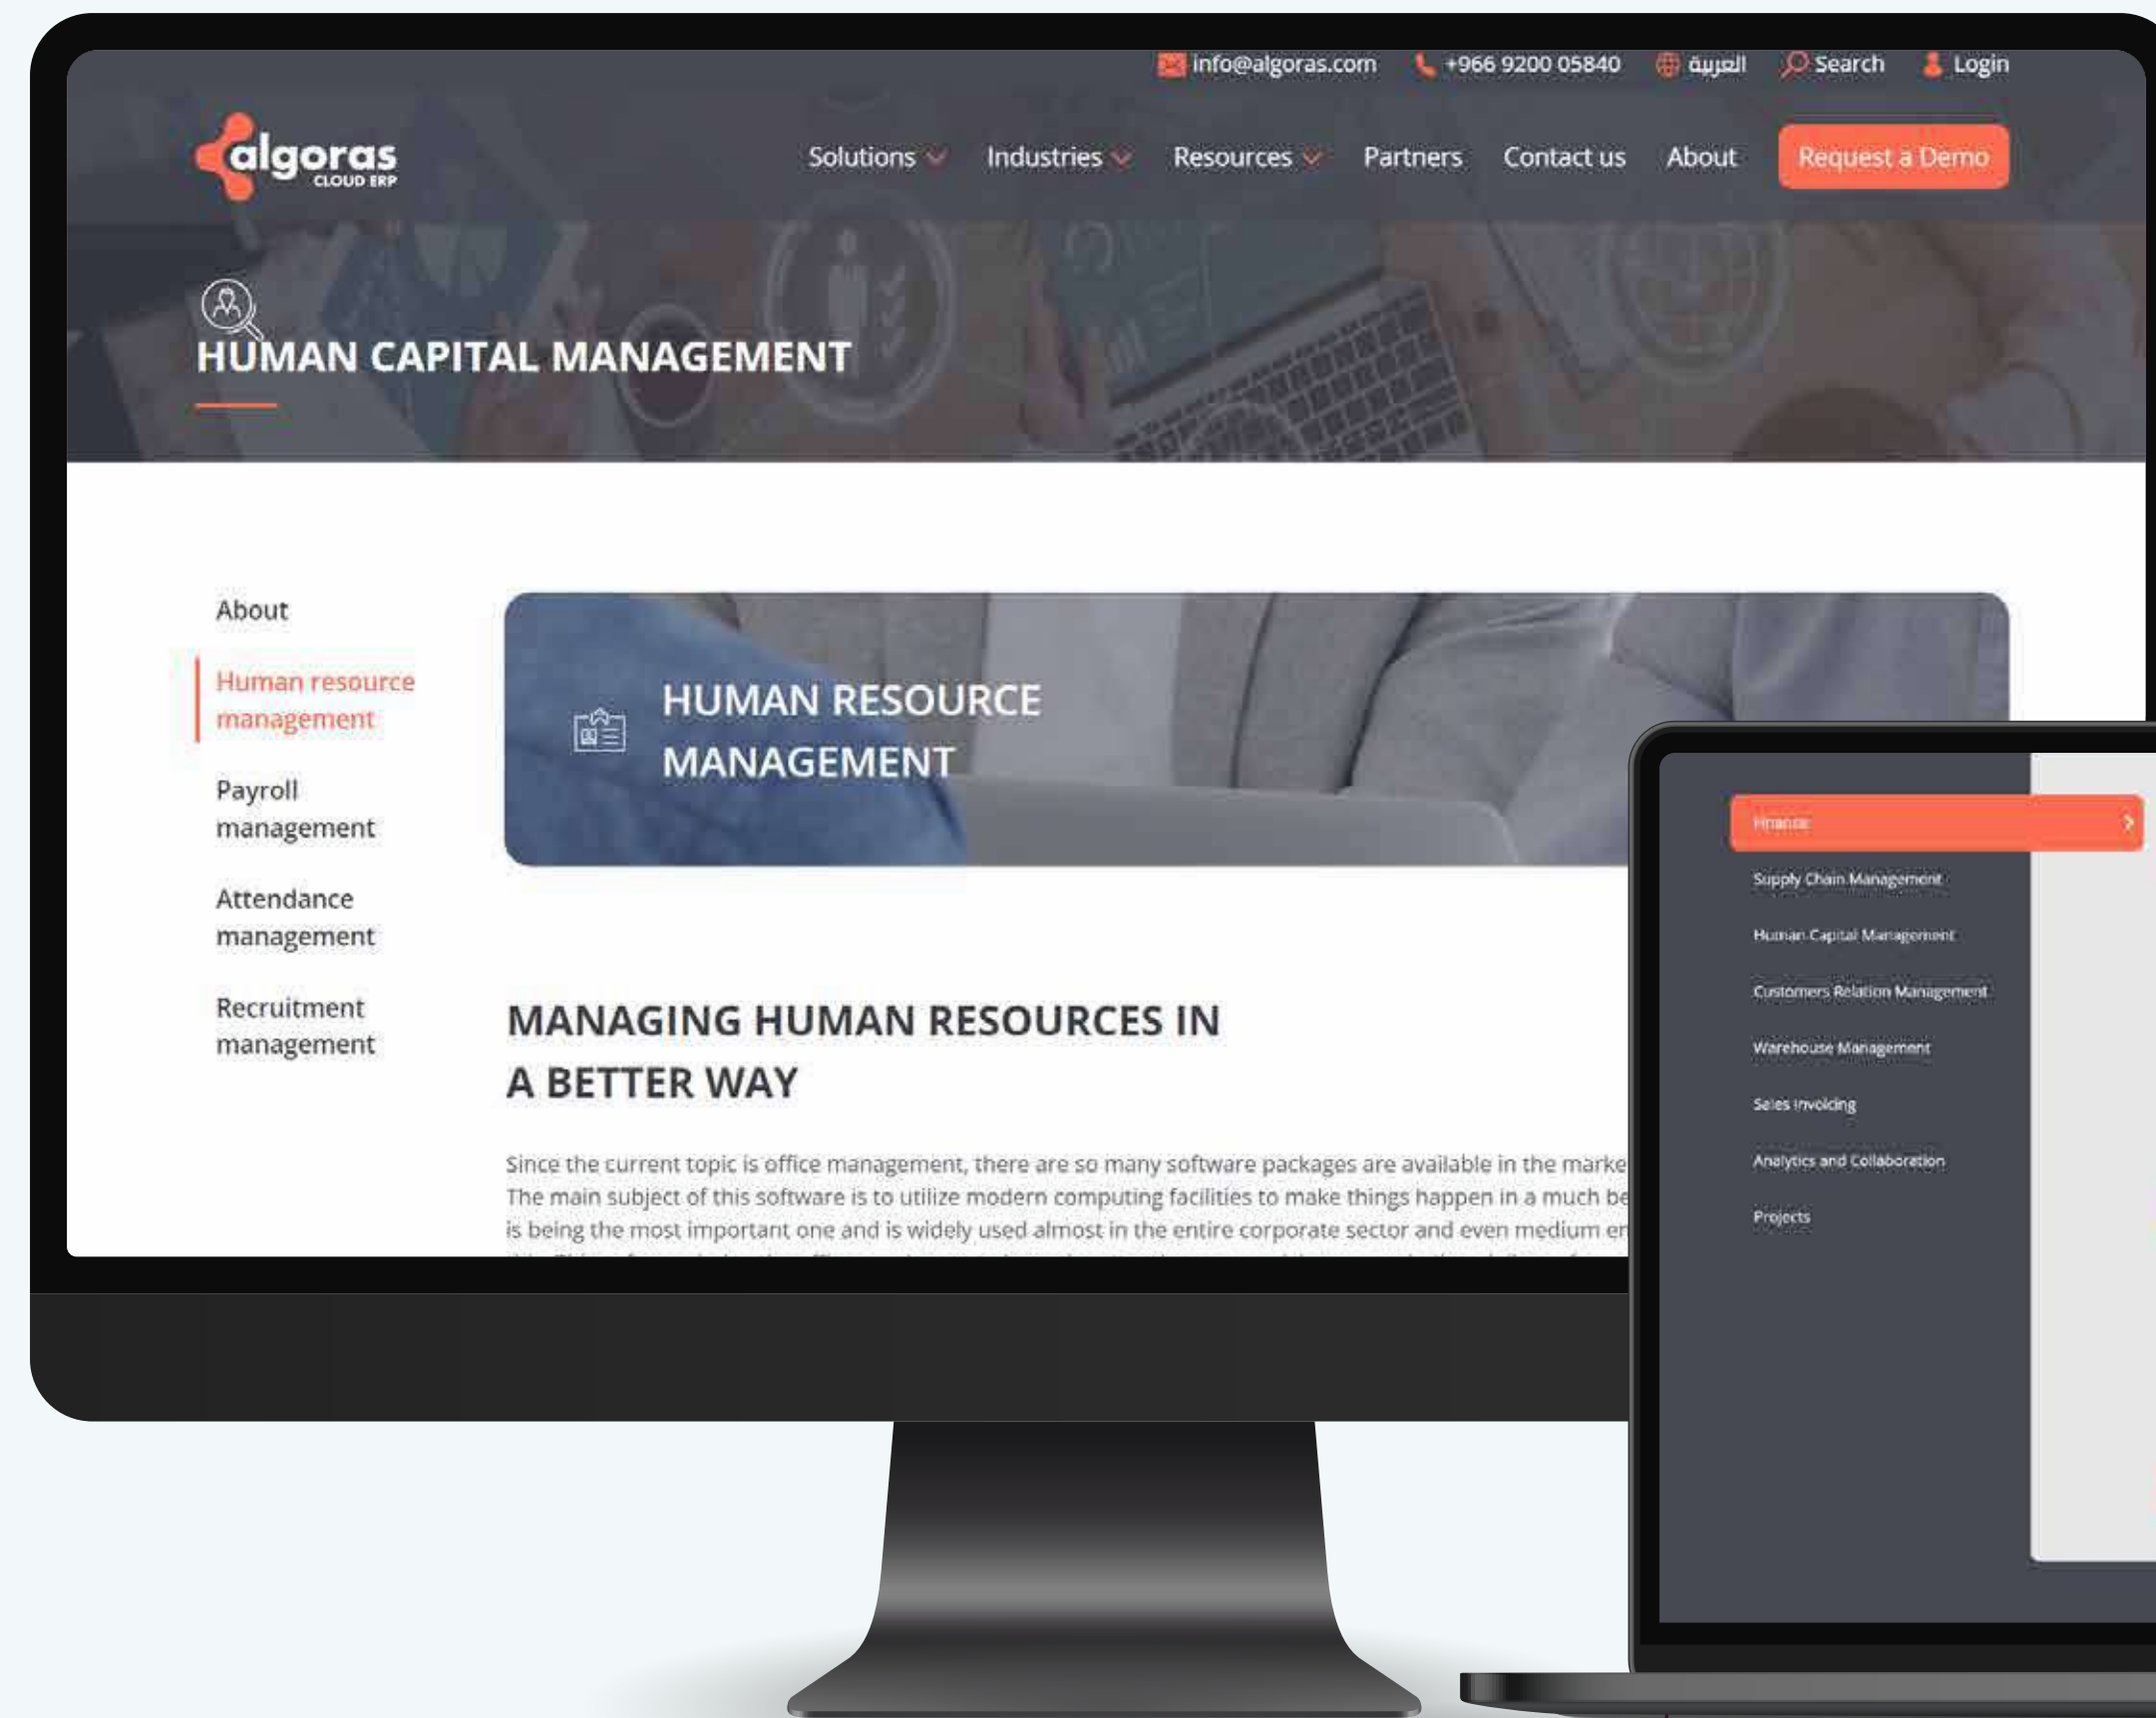 info@algoras.com +966 9200 05840 العربية Search Login
algoras
CLOUD ERP
Solutions Industries Resources Partners Contact us About Request a Demo
HUMAN CAPITAL MANAGEMENT
About
Human resource
management
Payroll
management
Attendance
management
Recruitment
management
HUMAN RESOURCE
MANAGEMENT
MANAGING HUMAN RESOURCES IN
A BETTER WAY
Since the current topic is office management, there are so many software packages are available in the marke
The main subject of this software is to utilize modern computing facilities to make things happen in a much be
is being the most important one and is widely used almost in the entire corporate sector and even medium en
Finance
Supply Chain Management
Human Capital Management
Customers Relation Management
Warehouse Management
Sales Invoicing
Analytics and Collaboration
Projects